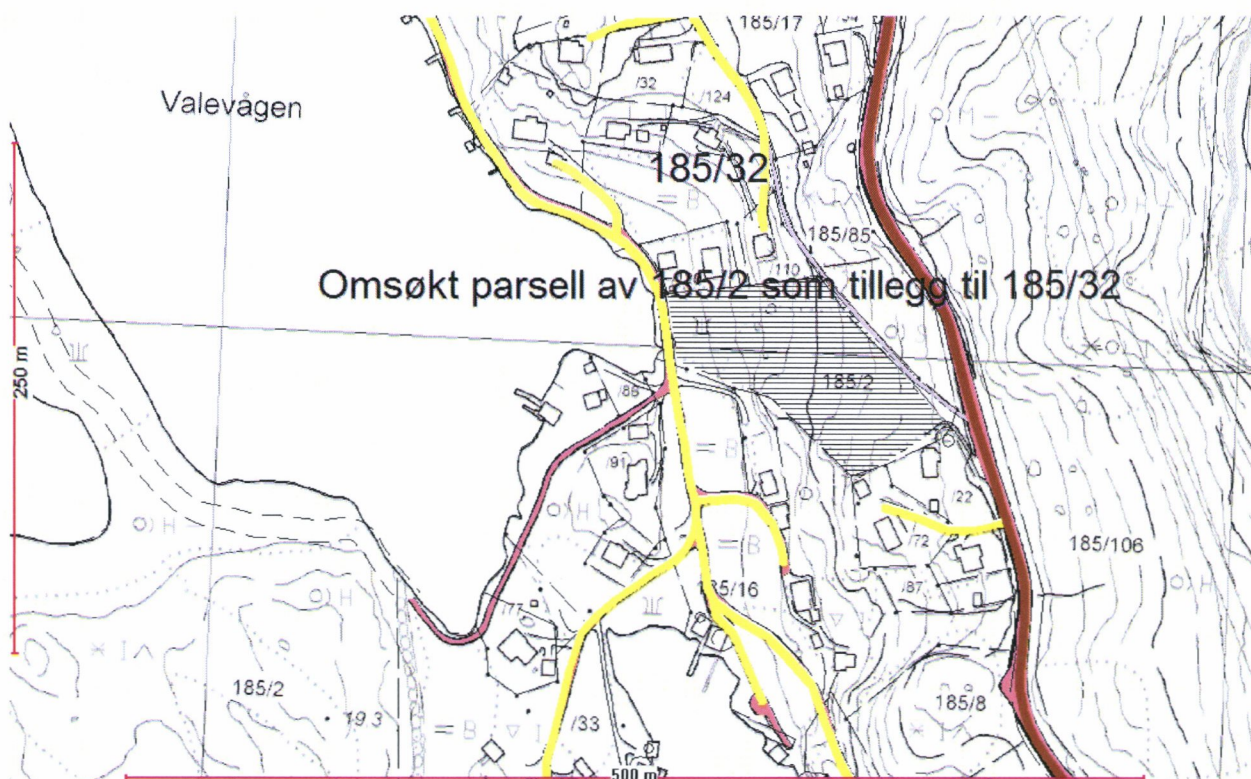 185/17
Valevågen
/32
/124
185/32
= B
185/85
/110
Omsøkt parsell av 185/2 som tillegg til 185/32
250 m
185/2
/88
= B
/91
/22
/72
= B
185/106
185/16
/87
/77
185/2
19 3
185/8
/33
= B
500 m